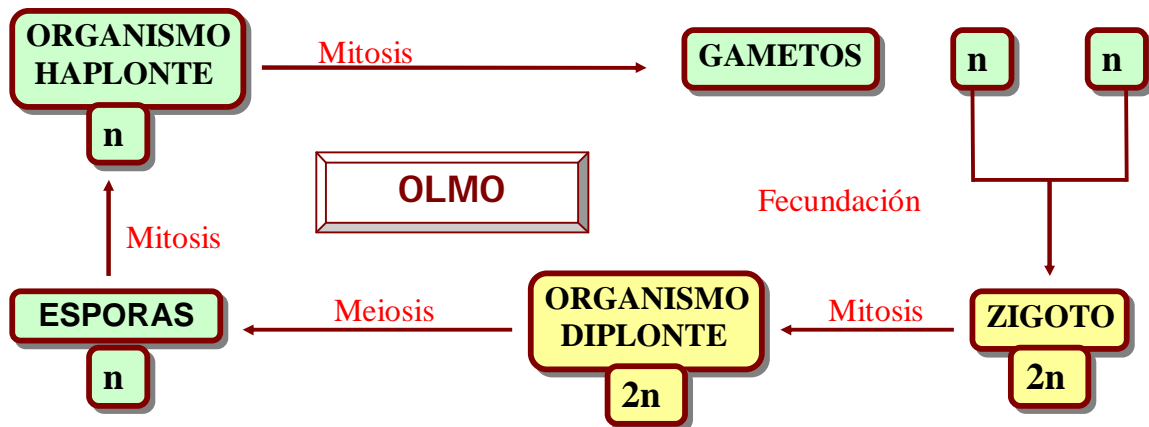 ORGANISMO
HAPLONTE
n
Mitosis
GAMETOS
n
n
OLMO
Fecundación
Mitosis
ESPORAS
n
Meiosis
ORGANISMO
DIPLONTE
2n
Mitosis
ZIGOTO
2n